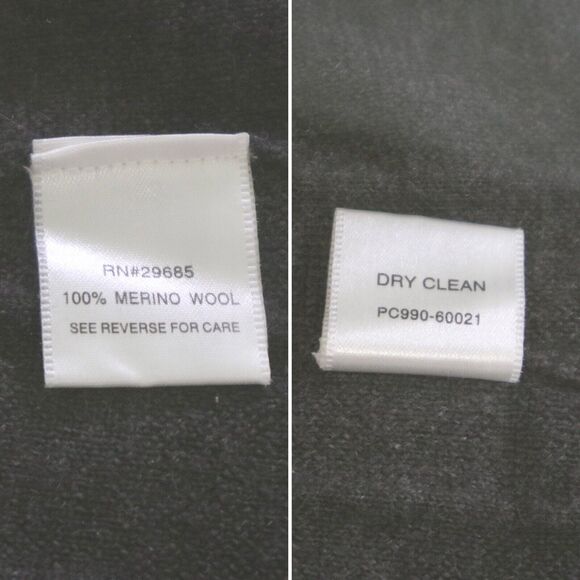 RN#29685
100% MERINO WOOL
SEE REVERSE FOR CARE
DRY CLEAN
PC990-60021